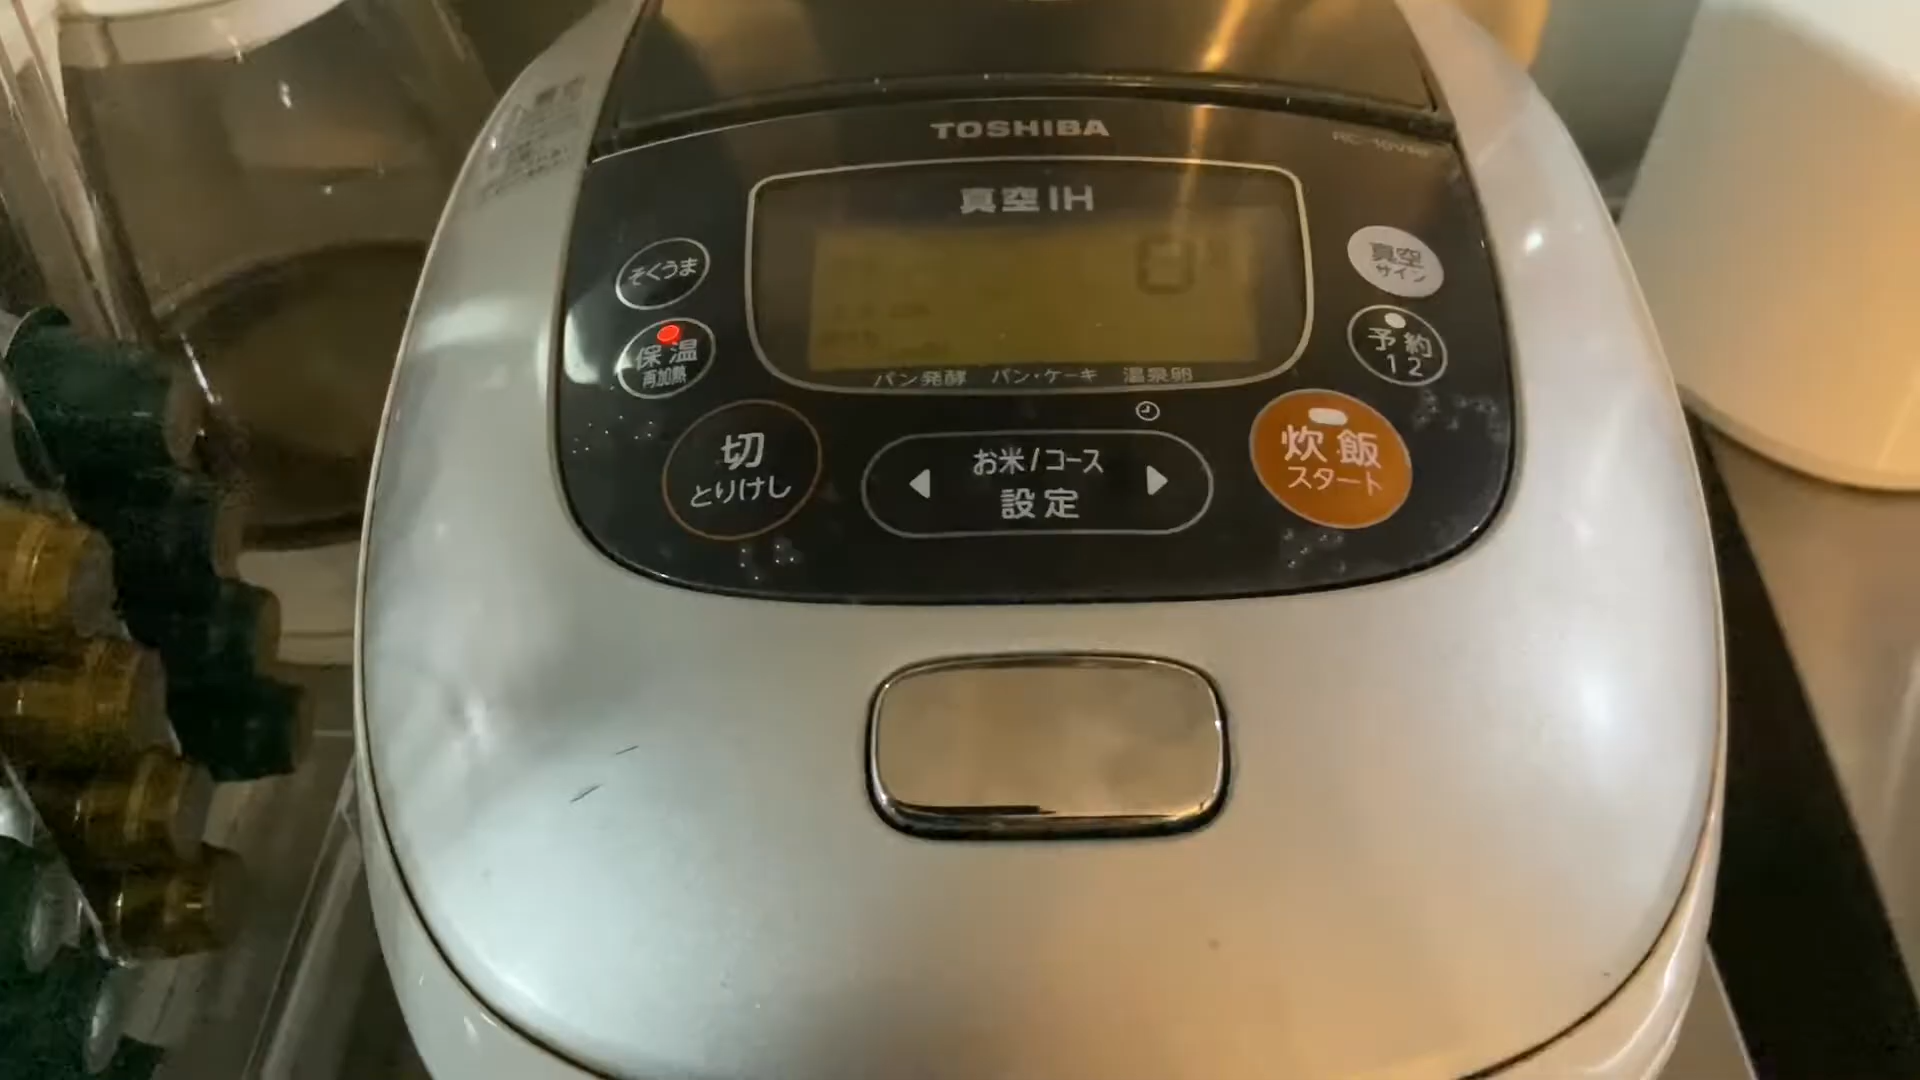 TOSHIBA
真空IH
そくうま
真空
サイン
保温
再加熱
予約
1 2
パン発酵 パン・ケーキ 温泉卵
切
とりけし
お米/コース
設定
炊飯
スタート